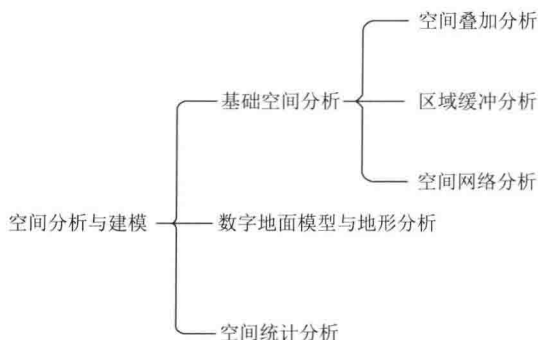 空间叠加分析
基础空间分析
区域缓冲分析
空间网络分析
空间分析与建模
数字地面模型与地形分析
空间统计分析